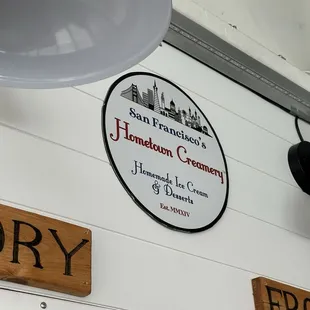 San Francisco's
Hometown Creamery
Homemade Ice Cream
& Desserts
Est. MMXIV
ORY
FRO